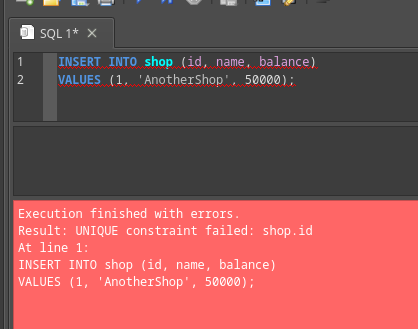 SQL 1*
1 INSERT INTO shop (id, name, balance)
2 VALUES (1, 'AnotherShop', 50000);
Execution finished with errors.
Result: UNIQUE constraint failed: shop.id
At line 1:
INSERT INTO shop (id, name, balance)
VALUES (1, 'AnotherShop', 50000);